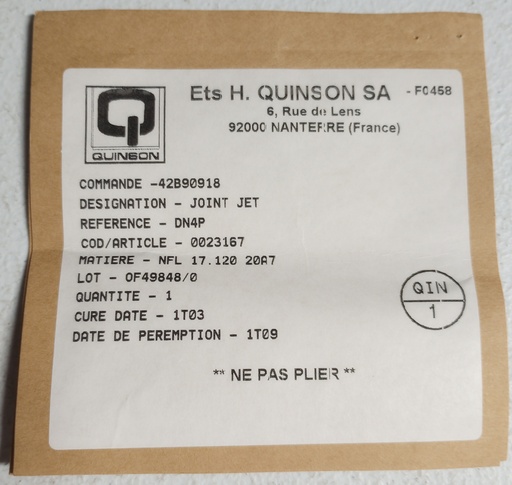 Ets H. QUINSON SA - F0458
6, Rue de Lens
92000 NANTERRE (France)
QUINSON
COMMANDE -42B90918
DESIGNATION - JOINT JET
REFERENCE - DN4P
COD/ARTICLE - 0023167
MATIERE - NFL 17.120 20A7
LOT - OF49848/0
QUANTITE - 1
QIN
1
CURE DATE - 1T03
DATE DE PEREMPTION - 1T09
** NE PAS PLIER **